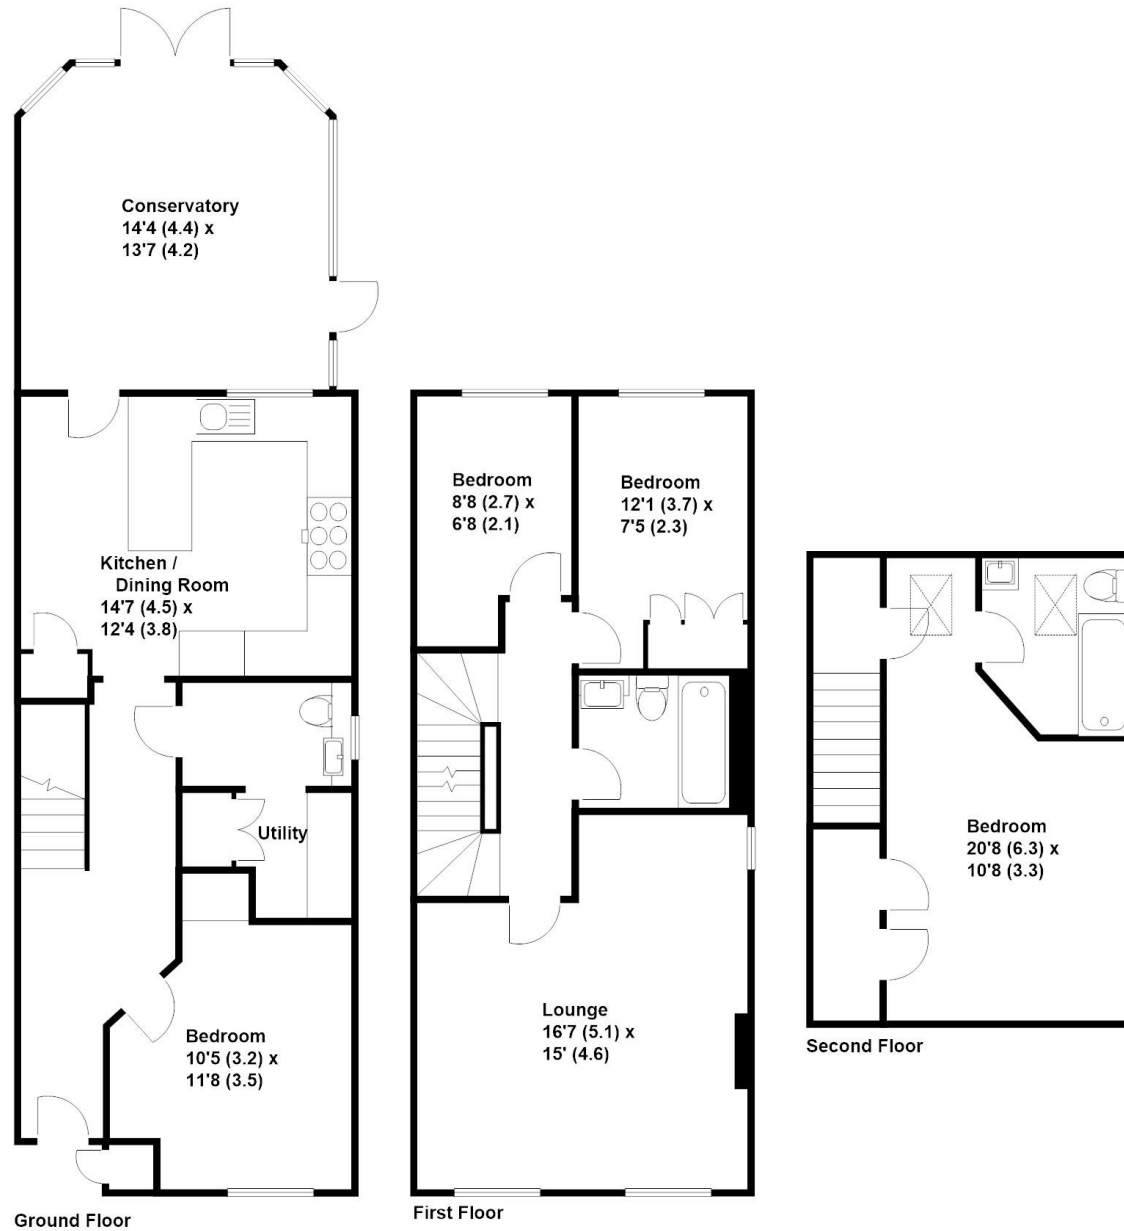 Conservatory
14'4 (4.4) x
13'7 (4.2)
Kitchen /
Dining Room
14'7 (4.5) x
12'4 (3.8)
Utility
Bedroom
10'5 (3.2) x
11'8 (3.5)
Ground Floor
Bedroom
8'8 (2.7) x
6'8 (2.1)
Bedroom
12'1 (3.7) x
7'5 (2.3)
Lounge
16'7 (5.1) x
15' (4.6)
First Floor
Bedroom
20'8 (6.3) x
10'8 (3.3)
Second Floor